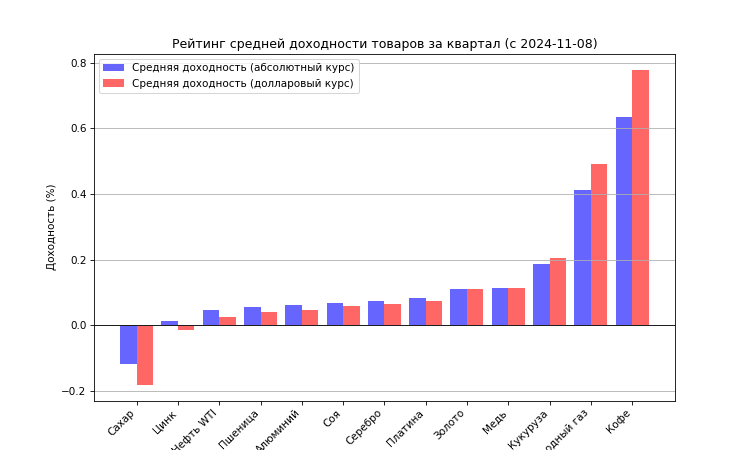 Рейтинг средней доходности товаров за квартал (с 2024-11-08)
Средняя доходность (абсолютный курс)
Средняя доходность (долларовый курс)
Доходность (%)
0.8
0.6
0.4
0.2
0.0
−0.2
Сахар
Цинк
Нефть WTI
Пшеница
Алюминий
Соя
Серебро
Платина
Золото
Медь
Кукуруза
газ
Кофе